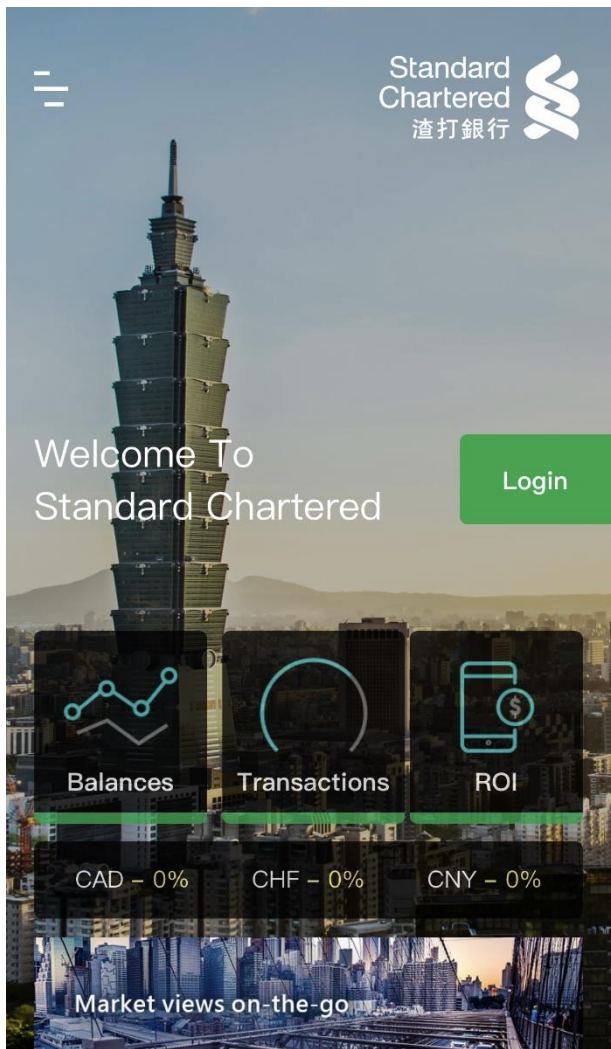 Standard
Chartered
渣打銀行
Welcome To
Standard Chartered
Login
Balances
Transactions
ROI
CAD – 0%
CHF – 0%
CNY – 0%
Market views on-the-go